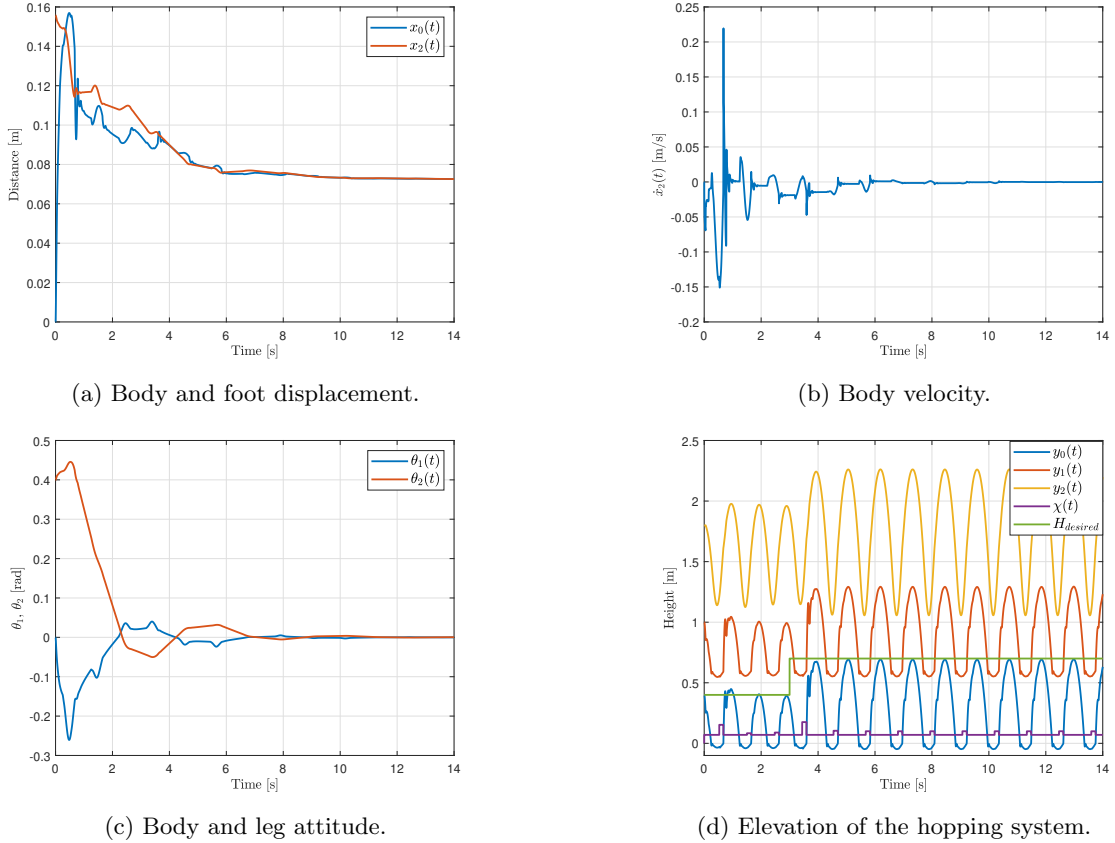 0.16
0.14
0.12
0.1
0.08
0.06
0.04
0.02
0
Distance [m]
x₀(t)
x₂(t)
0 2 4 6 8 10 12 14
Time [s]
(a) Body and foot displacement.
0.25
0.2
0.15
0.1
0.05
0
-0.05
-0.1
-0.15
-0.2
ẋ₂(t) [m/s]
0 2 4 6 8 10 12 14
Time [s]
(b) Body velocity.
0.5
0.4
0.3
0.2
0.1
0
-0.1
-0.2
-0.3
θ₁, θ₂ [rad]
θ₁(t)
θ₂(t)
0 2 4 6 8 10 12 14
Time [s]
(c) Body and leg attitude.
2.5
2
1.5
1
0.5
0
Height [m]
y₀(t)
y₁(t)
y₂(t)
χ(t)
H_desired
0 2 4 6 8 10 12 14
Time [s]
(d) Elevation of the hopping system.